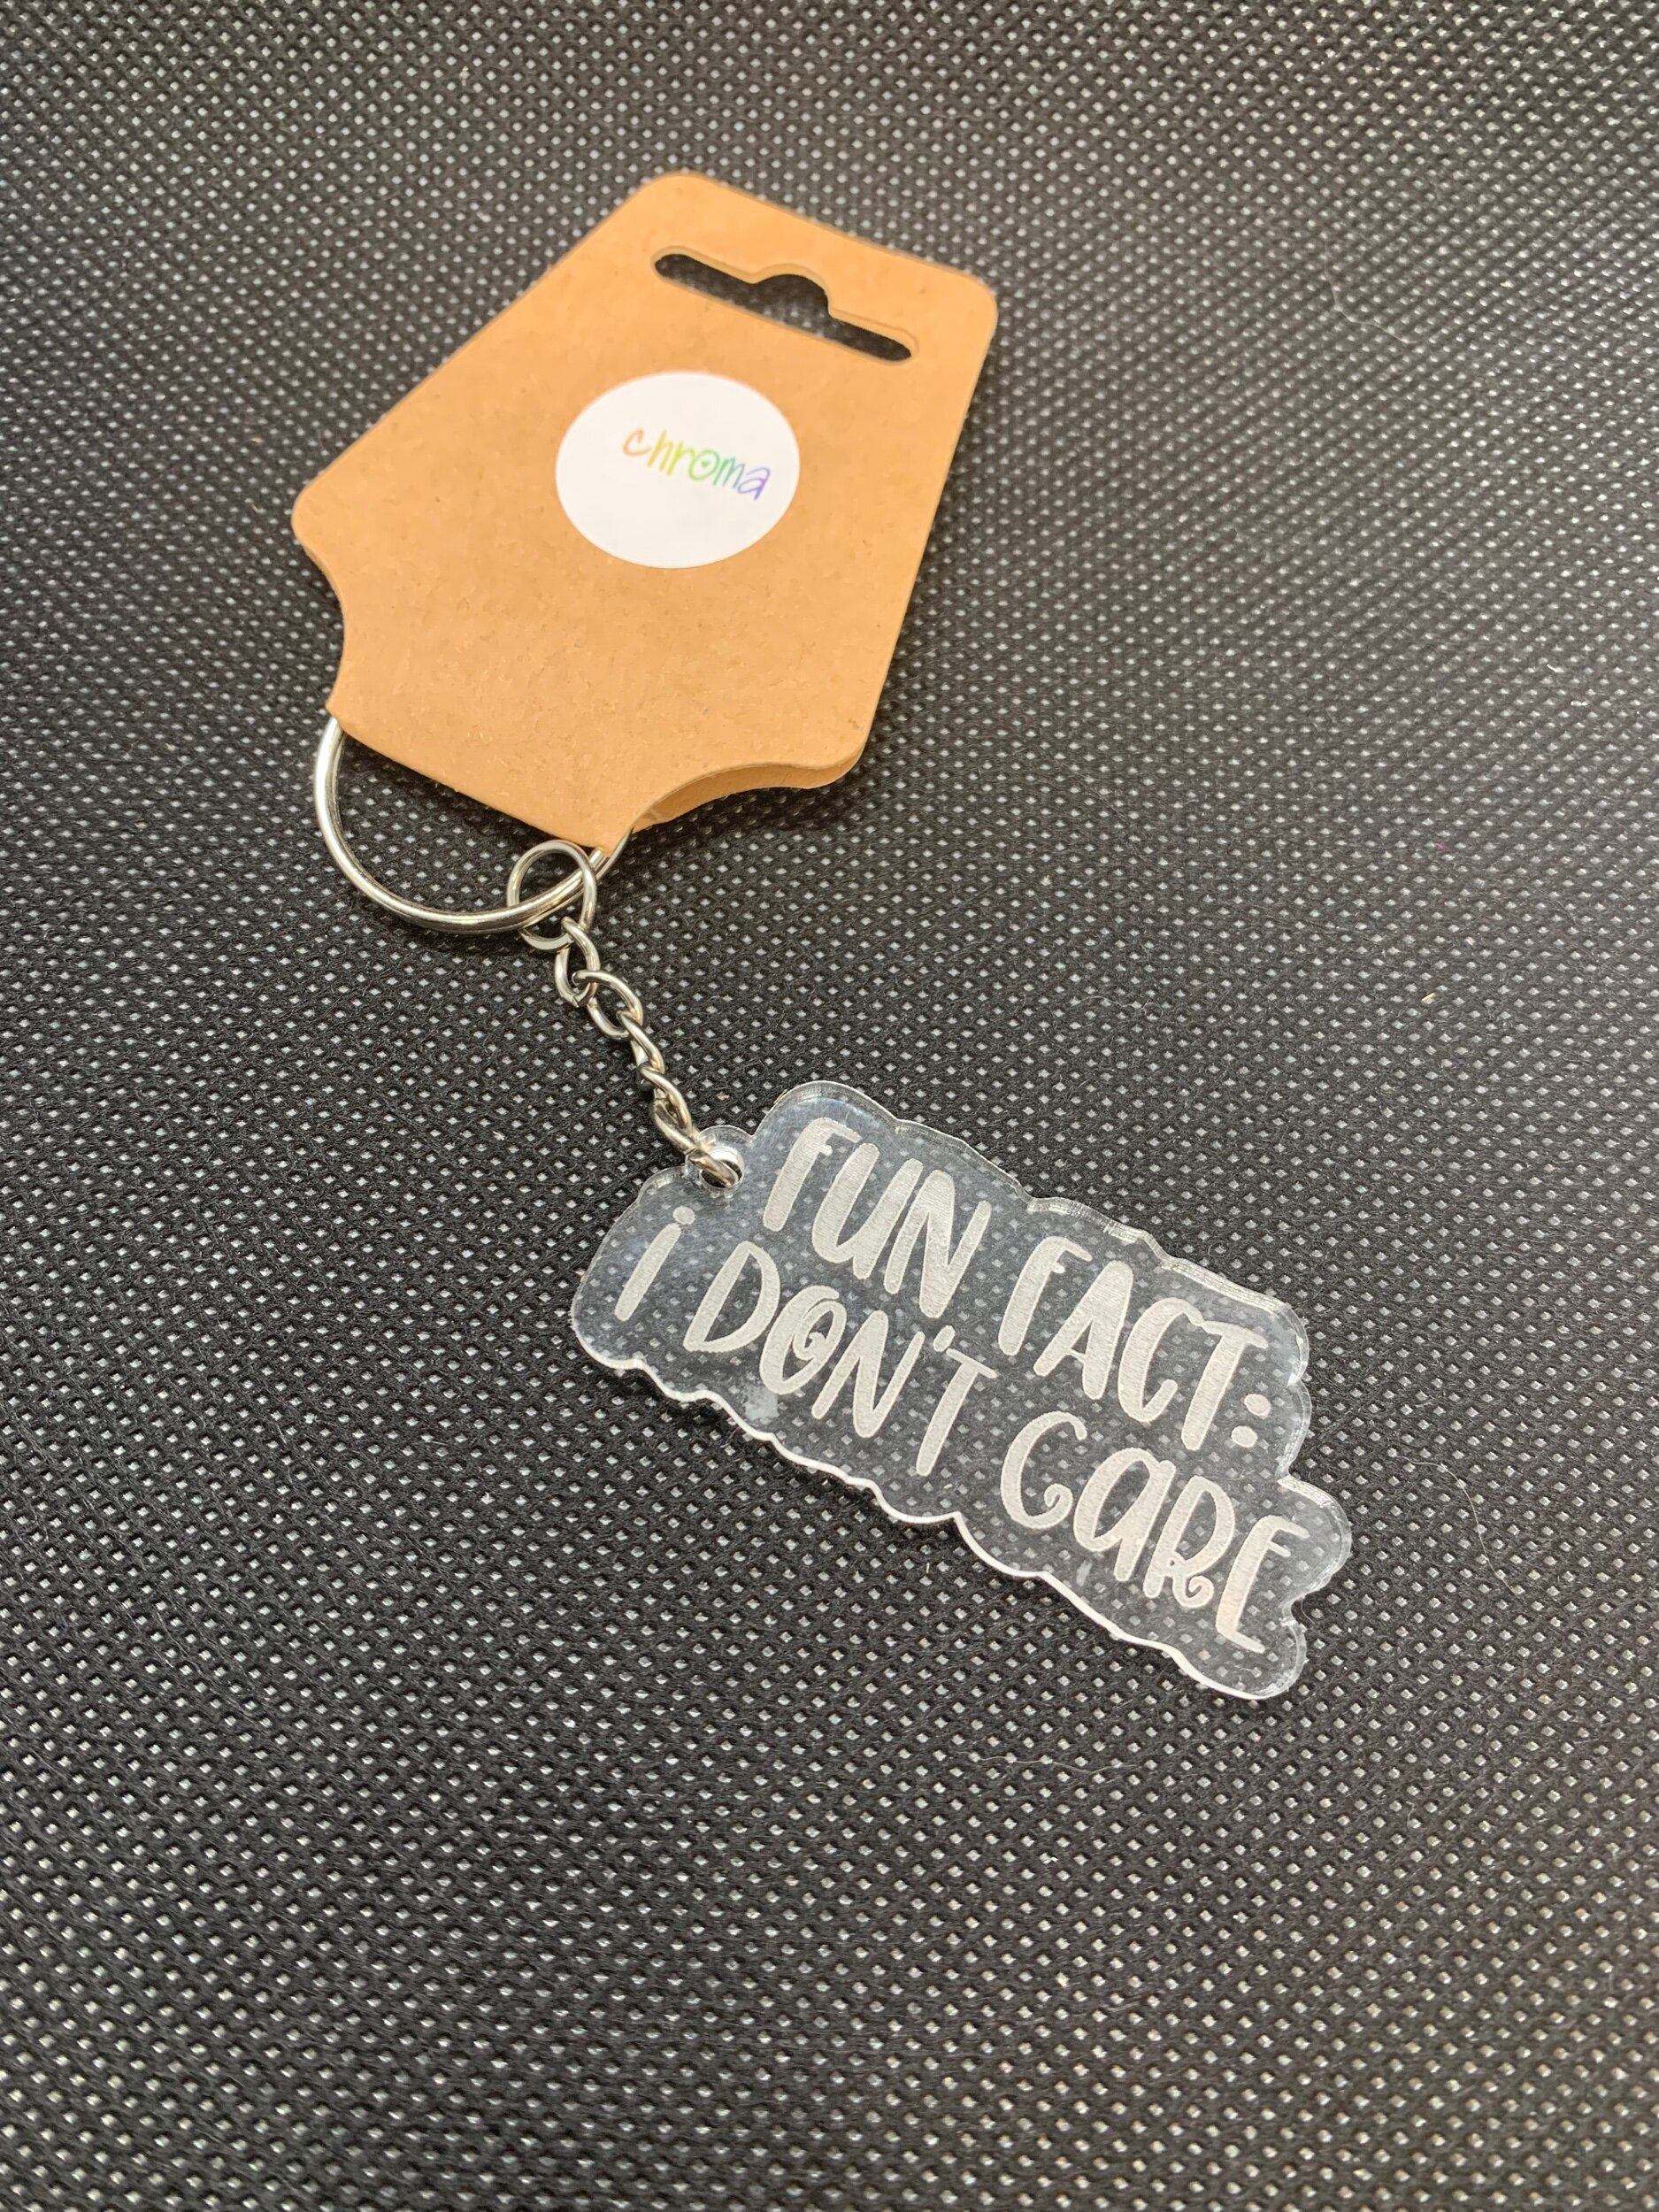 chroma
FUN FACT:
i DON'T CARE